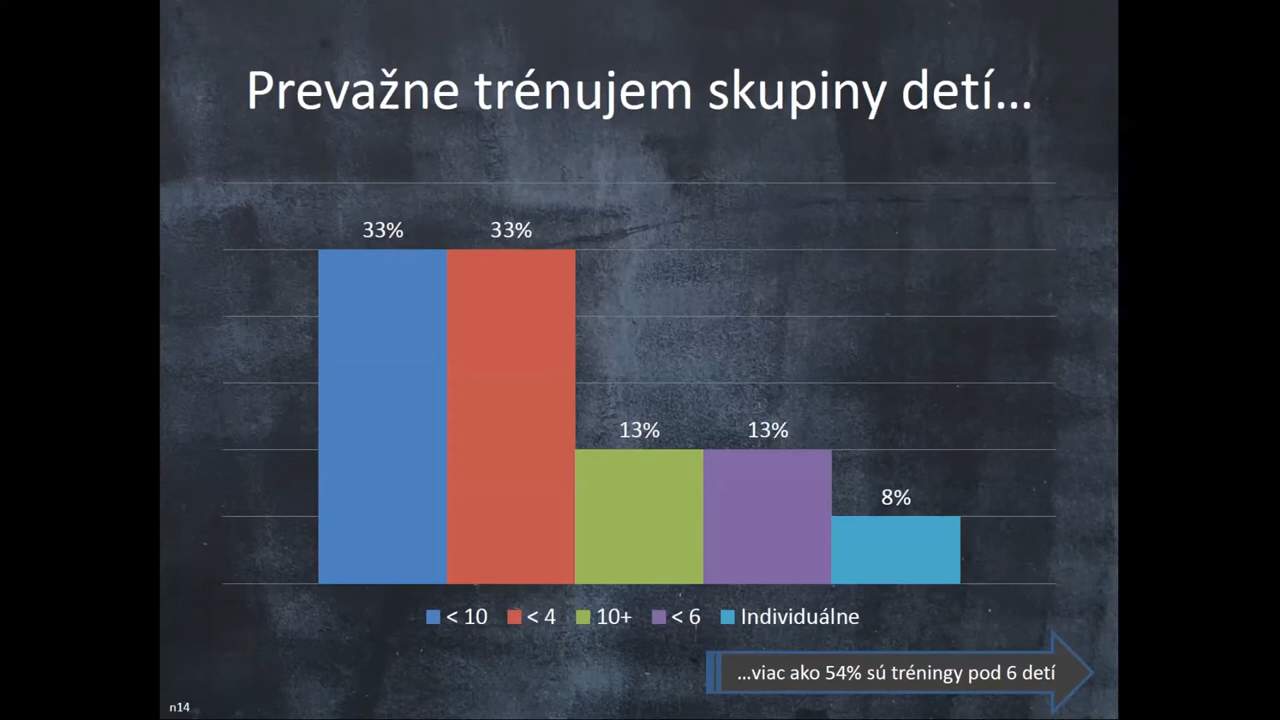 Prevažne trénujem skupiny detí...
33%
33%
13%
13%
8%
< 10
< 4
10+
< 6
Individuálne
...viac ako 54% sú tréningy pod 6 detí
n14